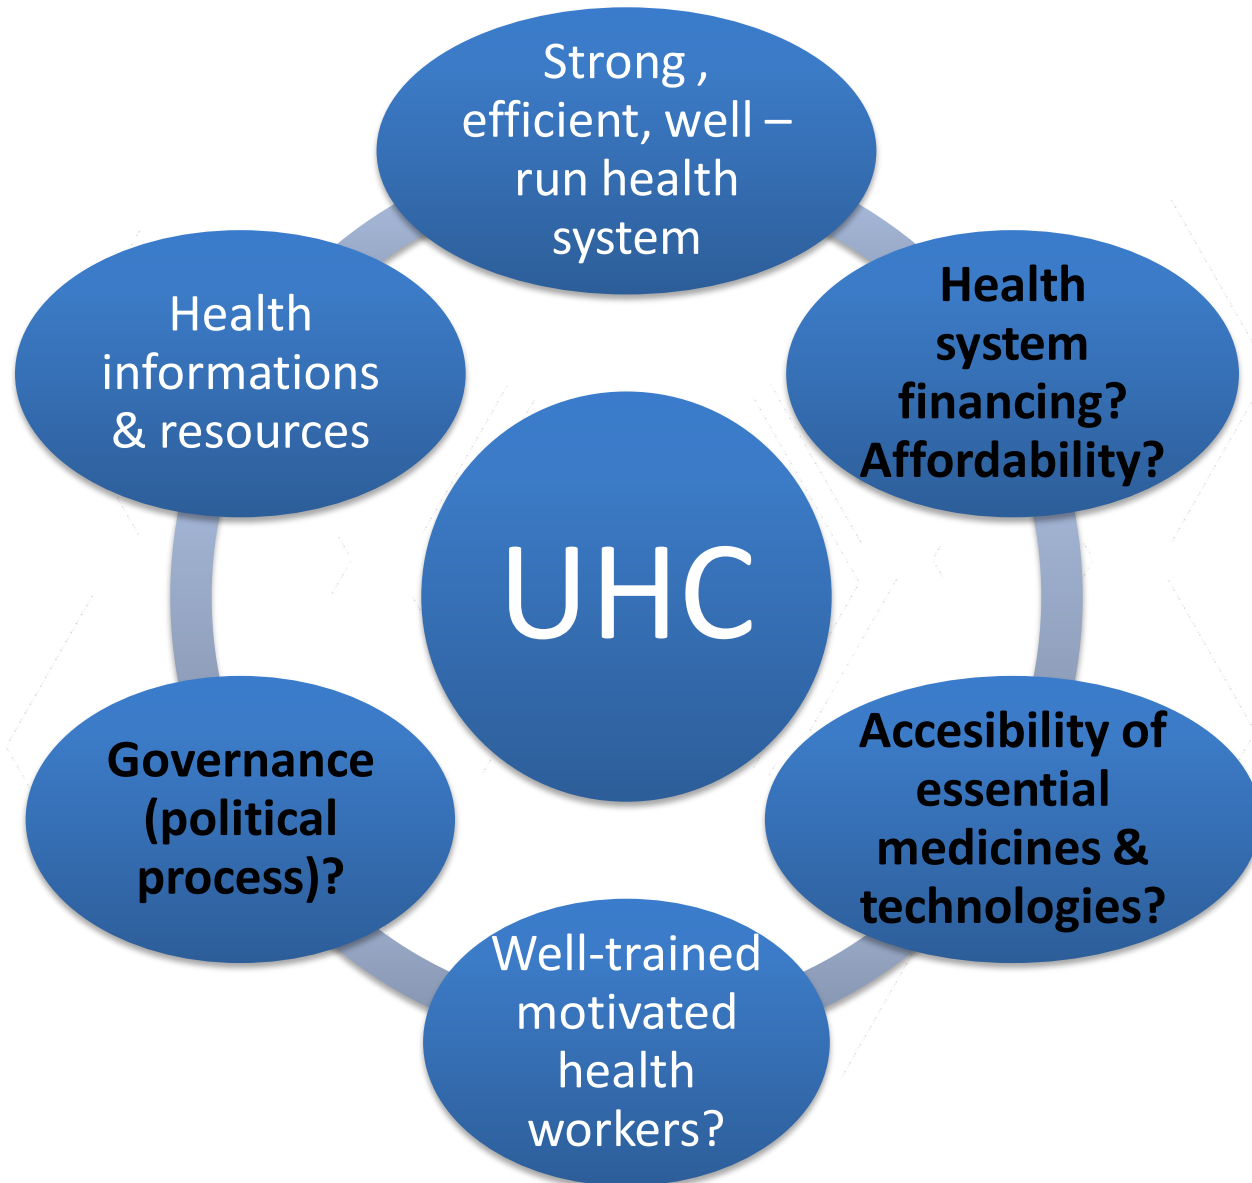 Strong ,
efficient, well –
run health
system
Health
system
financing?
Affordability?
Accesibility of
essential
medicines &
technologies?
Well-trained
motivated
health
workers?
Governance
(political
process)?
Health
informations
& resources
UHC